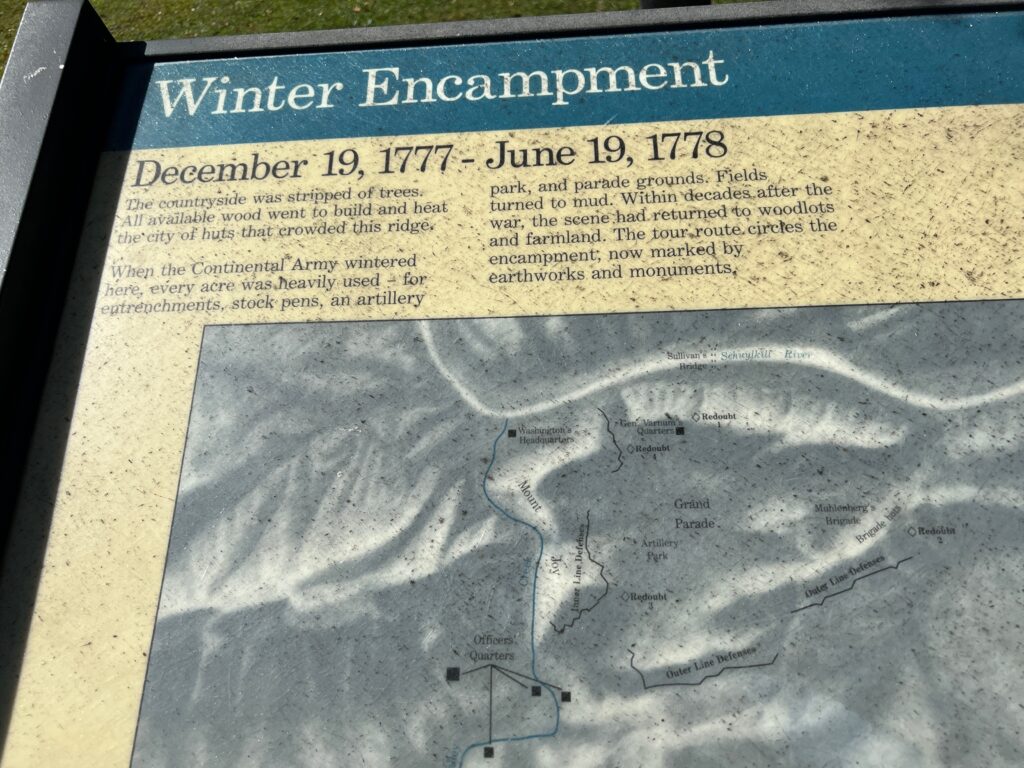 Winter Encampment
December 19, 1777 - June 19, 1778
The countryside was stripped of trees.
All available wood went to build and heat
the city of huts that crowded this ridge.
When the Continental Army wintered
here, every acre was heavily used – for
entrenchments, stock pens, an artillery
park, and parade grounds. Fields
turned to mud. Within decades after the
war, the scene had returned to woodlots
and farmland. The tour route circles the
encampment, now marked by
earthworks and monuments.
Sullivan's
Bridge
Schuylkill River
Washington's
Headquarters
Gen. Varnum's
Quarters
Redoubt
Redoubt
4
Mount
Joy
Grand
Parade
Artillery
Park
Muhlenberg's
Brigade
Brigade Huts
Redoubt
2
Inner Line Defenses
Outer Line Defenses
Redoubt
3
Creek
Officers'
Quarters
Outer Line Defenses